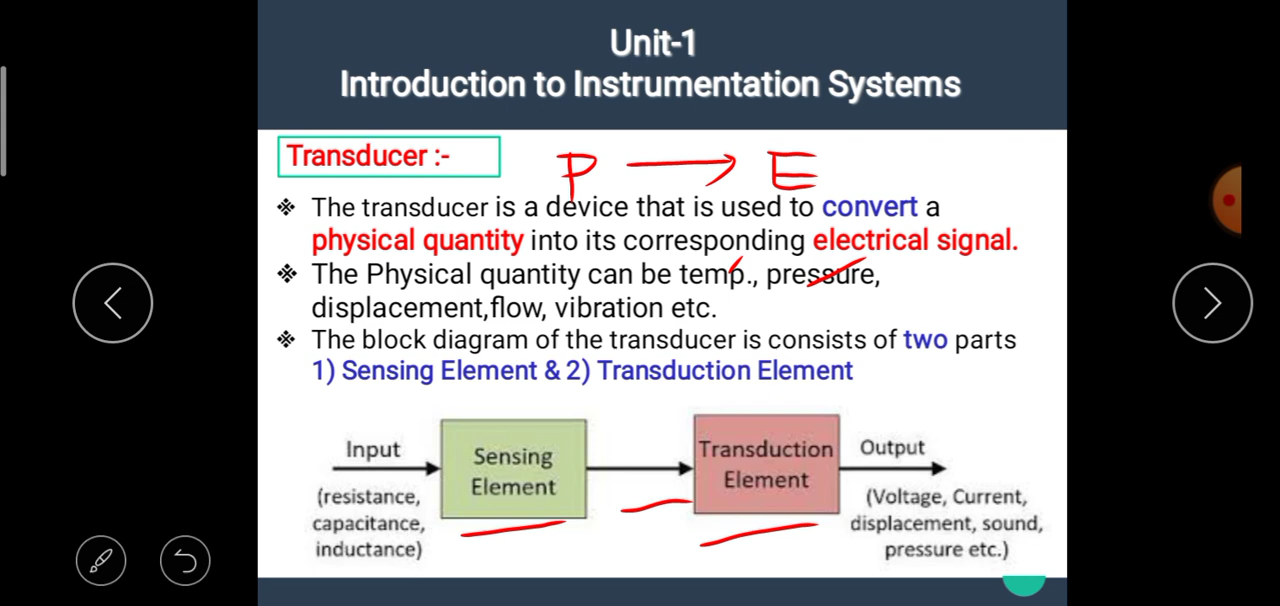 Unit-1
Introduction to Instrumentation Systems
Transducer :-
P → E
❖ The transducer is a device that is used to convert a
physical quantity into its corresponding electrical signal.
❖ The Physical quantity can be temp., pressure,
displacement,flow, vibration etc.
❖ The block diagram of the transducer is consists of two parts
1) Sensing Element & 2) Transduction Element
Input
(resistance,
capacitance,
inductance)
Sensing
Element
Transduction
Element
Output
(Voltage, Current,
displacement, sound,
pressure etc.)